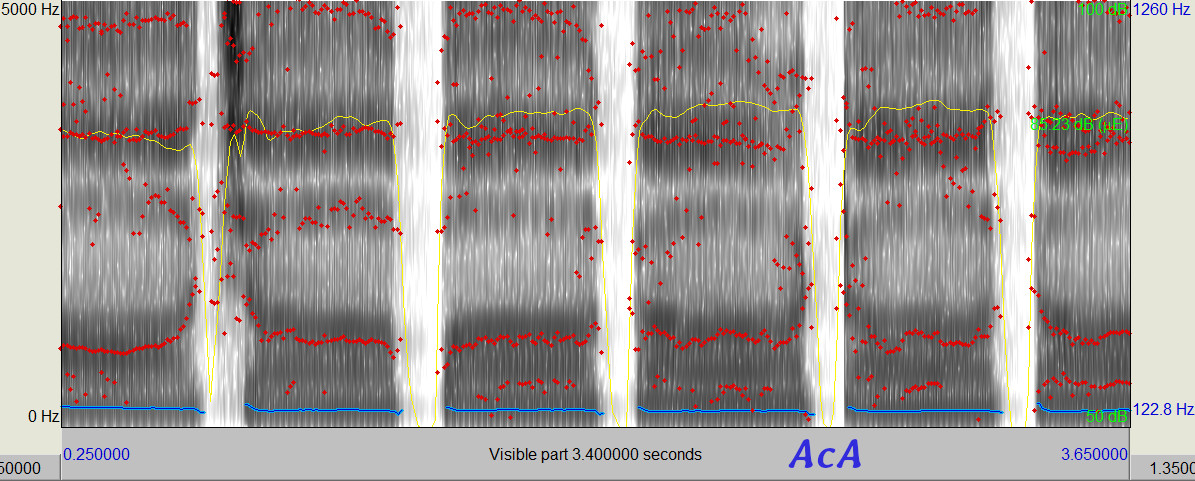 5000 Hz 100 dB 1260 Hz
85.23 dB (µE)
0 Hz 50 dB 122.8 Hz
0.250000 Visible part 3.400000 seconds AcA 3.650000
50000 1.3500